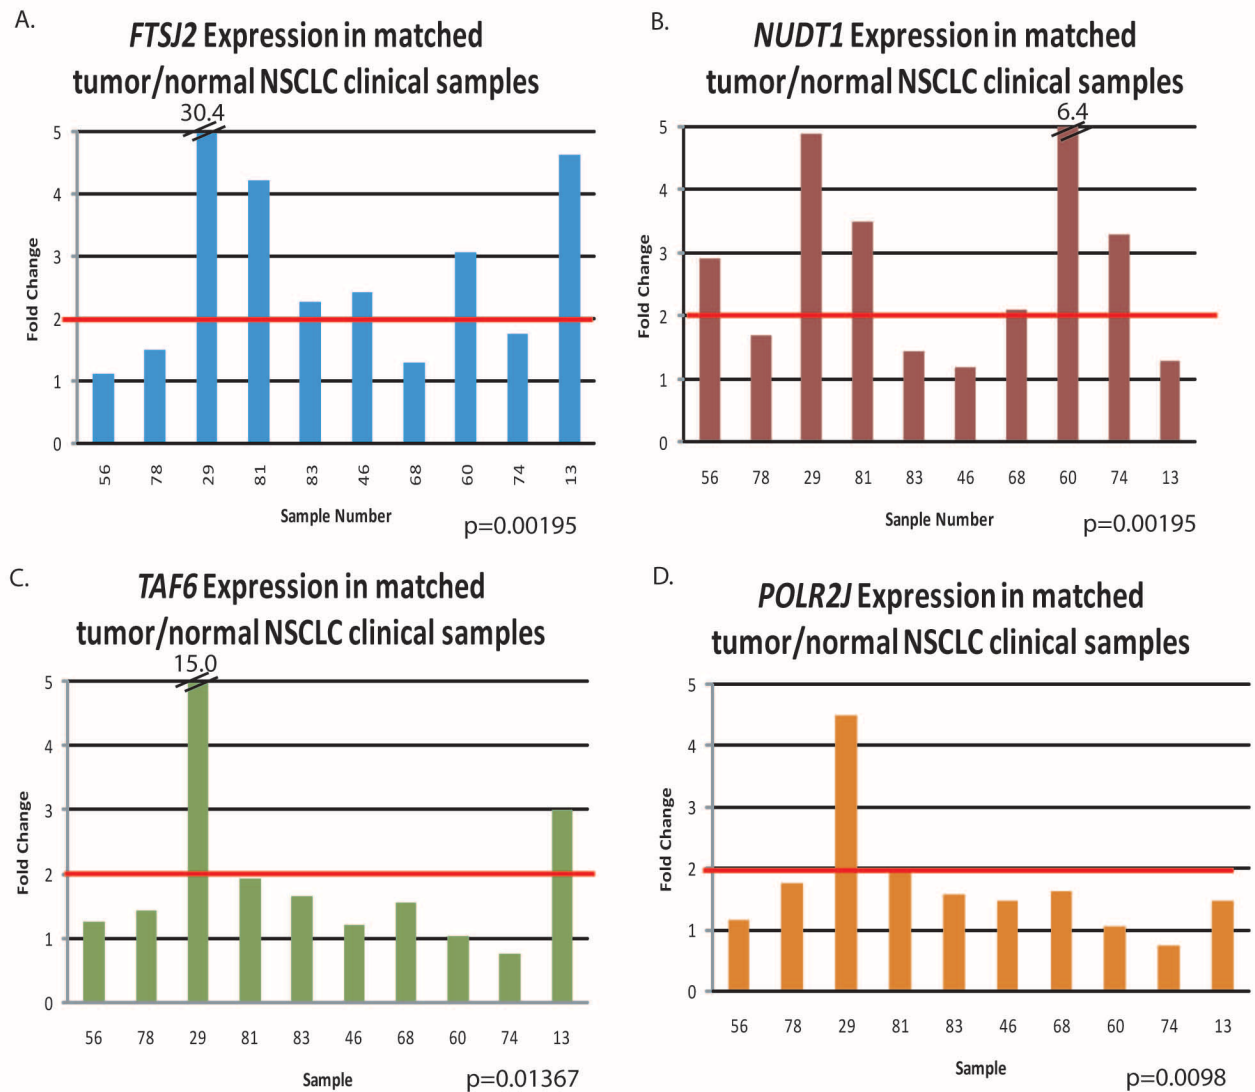 A.
FTSJ2 Expression in matched
tumor/normal NSCLC clinical samples
30.4
5
4
3
2
1
0
Fold Change
56 78 29 81 83 46 68 60 74 13
Sample Number
p=0.00195
B.
NUDT1 Expression in matched
tumor/normal NSCLC clinical samples
6.4
5
4
3
2
1
0
Fold Change
56 78 29 81 83 46 68 60 74 13
Sanple Number
p=0.00195
C.
TAF6 Expression in matched
tumor/normal NSCLC clinical samples
15.0
5
4
3
2
1
0
Fold Change
56 78 29 81 83 46 68 60 74 13
Sample
p=0.01367
D.
POLR2J Expression in matched
tumor/normal NSCLC clinical samples
5
4
3
2
1
0
Fold Change
56 78 29 81 83 46 68 60 74 13
Sample
p=0.0098